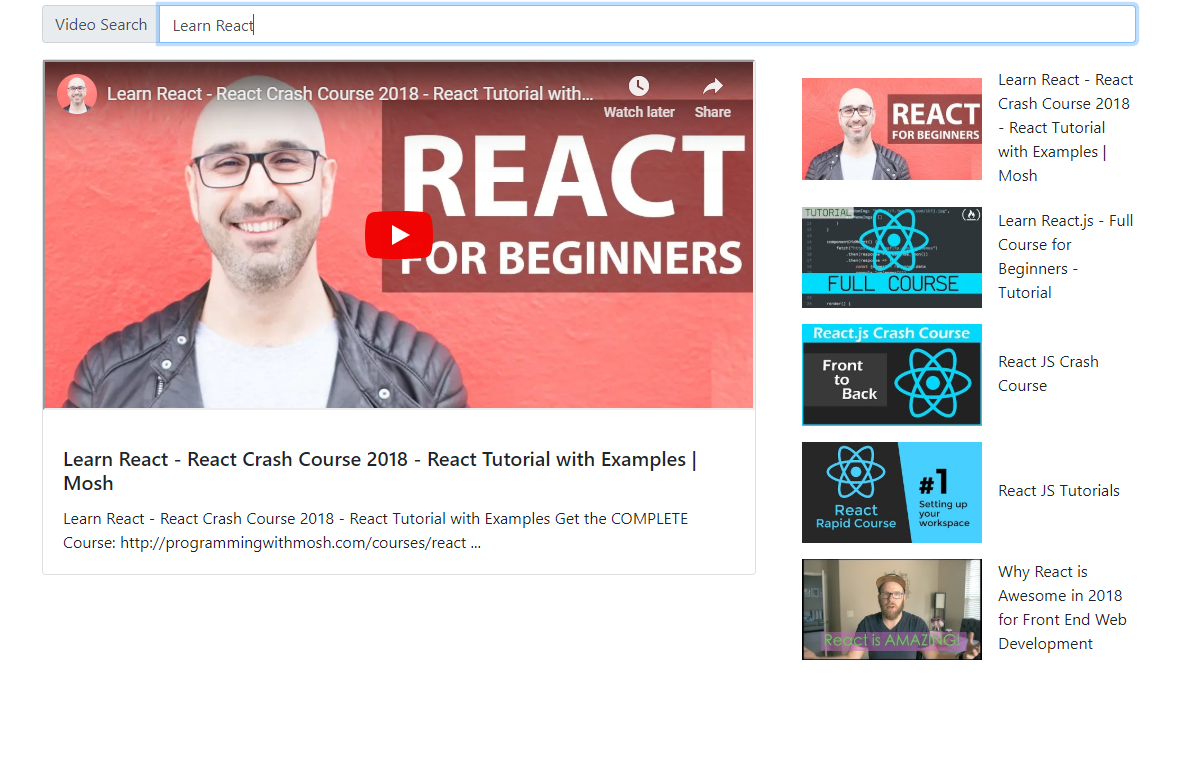 Video Search
Learn React
Learn React - React Crash Course 2018 - React Tutorial with...
Watch later
Share
REACT
FOR BEGINNERS
Learn React - React Crash Course 2018 - React Tutorial with Examples |
Mosh
Learn React - React Crash Course 2018 - React Tutorial with Examples Get the COMPLETE
Course: http://programmingwithmosh.com/courses/react ...
REACT
FOR BEGINNERS
Learn React - React
Crash Course 2018
- React Tutorial
with Examples |
Mosh
TUTORIAL
FULL COURSE
render() {
Learn React.js - Full
Course for
Beginners -
Tutorial
React.js Crash Course
Front
to
Back
React JS Crash
Course
React
Rapid Course
#1
Setting up
your
workspace
React JS Tutorials
React is AMAZING!
Why React is
Awesome in 2018
for Front End Web
Development